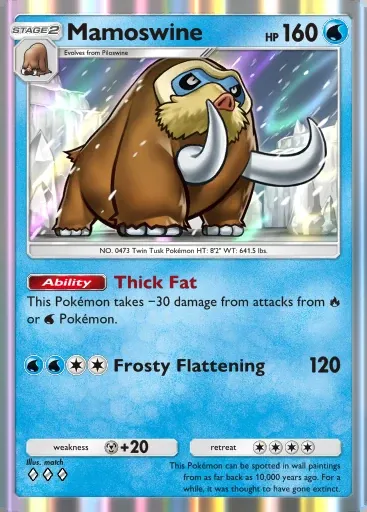 STAGE2 Mamoswine HP 160
Evolves from Piloswine
NO. 0473 Twin Tusk Pokémon HT: 8'2" WT: 641.5 lbs.
Ability Thick Fat
This Pokémon takes −30 damage from attacks from
or Pokémon.
Frosty Flattening 120
weakness +20 retreat
Illus. match
This Pokémon can be spotted in wall paintings
from as far back as 10,000 years ago. For a
while, it was thought to have gone extinct.